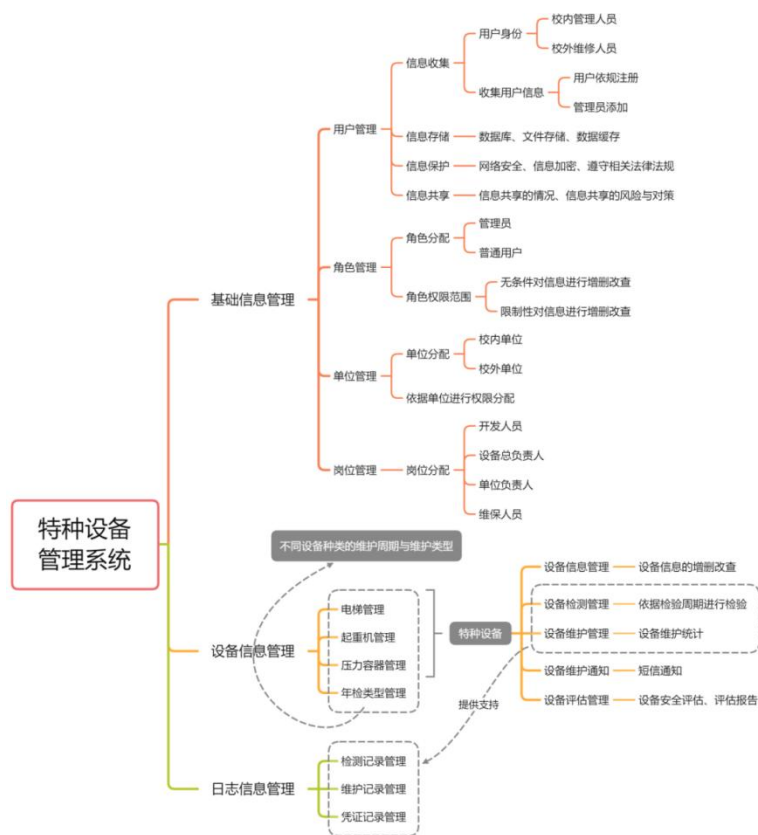 校内管理人员
用户身份
校外维修人员
信息收集
用户依规注册
收集用户信息
管理员添加
用户管理
信息存储
数据库、文件存储、数据缓存
信息保护
网络安全、信息加密、遵守相关法律法规
信息共享
信息共享的情况、信息共享的风险与对策
管理员
角色分配
普通用户
角色管理
无条件对信息进行增删改查
角色权限范围
限制性对信息进行增删改查
基础信息管理
校内单位
单位分配
校外单位
单位管理
依据单位进行权限分配
开发人员
设备总负责人
岗位管理
岗位分配
单位负责人
维保人员
特种设备
管理系统
不同设备种类的维护周期与维护类型
设备信息管理
设备信息的增删改查
电梯管理
设备检测管理
依据检验周期进行检验
起重机管理
特种设备
设备维护管理
设备维护统计
设备信息管理
压力容器管理
设备维护通知
短信通知
年检类型管理
设备评估管理
设备安全评估、评估报告
提供支持
检测记录管理
日志信息管理
维护记录管理
凭证记录管理